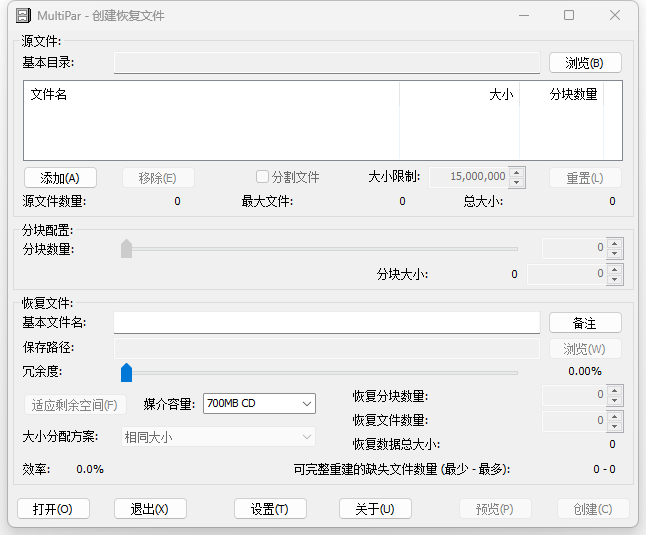 MultiPar - 创建恢复文件
源文件:
基本目录: 浏览(B)
文件名 大小 分块数量
添加(A) 移除(E) 分割文件 大小限制: 15,000,000 重置(L)
源文件数量: 0 最大文件: 0 总大小: 0
分块配置:
分块数量: 0
分块大小: 0 0
恢复文件:
基本文件名: 备注
保存路径: 浏览(W)
冗余度: 0.00%
适应剩余空间(F) 媒介容量: 700MB CD 恢复分块数量: 0
恢复文件数量: 0
大小分配方案: 相同大小
恢复数据总大小: 0
效率: 0.0% 可完整重建的缺失文件数量 (最少 - 最多): 0 - 0
打开(O) 退出(X) 设置(T) 关于(U) 预览(P) 创建(C)